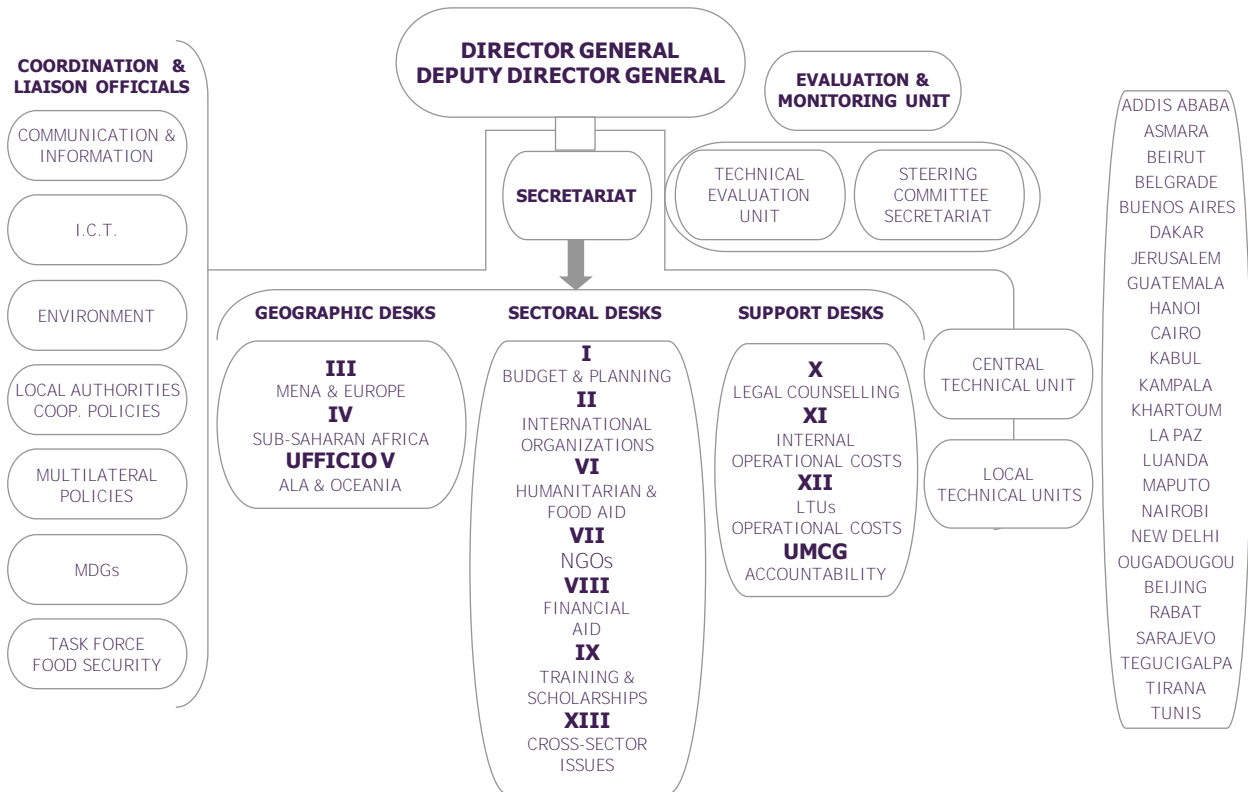 DIRECTOR GENERAL
DEPUTY DIRECTOR GENERAL
COORDINATION &
LIAISON OFFICIALS
COMMUNICATION &
INFORMATION
I.C.T.
ENVIRONMENT
LOCAL AUTHORITIES
COOP. POLICIES
MULTILATERAL
POLICIES
MDGs
TASK FORCE
FOOD SECURITY
EVALUATION &
MONITORING UNIT
SECRETARIAT
TECHNICAL
EVALUATION
UNIT
STEERING
COMMITTEE
SECRETARIAT
GEOGRAPHIC DESKS
III
MENA & EUROPE
IV
SUB-SAHARAN AFRICA
UFFICIO V
ALA & OCEANIA
SECTORAL DESKS
I
BUDGET & PLANNING
II
INTERNATIONAL
ORGANIZATIONS
VI
HUMANITARIAN &
FOOD AID
VII
NGOs
VIII
FINANCIAL
AID
IX
TRAINING &
SCHOLARSHIPS
XIII
CROSS-SECTOR
ISSUES
SUPPORT DESKS
X
LEGAL COUNSELLING
XI
INTERNAL
OPERATIONAL COSTS
XII
LTUs
OPERATIONAL COSTS
UMCG
ACCOUNTABILITY
CENTRAL
TECHNICAL UNIT
LOCAL
TECHNICAL UNITS
ADDIS ABABA
ASMARA
BEIRUT
BELGRADE
BUENOS AIRES
DAKAR
JERUSALEM
GUATEMALA
HANOI
CAIRO
KABUL
KAMPALA
KHARTOUM
LA PAZ
LUANDA
MAPUTO
NAIROBI
NEW DELHI
OUGADOUGOU
BEIJING
RABAT
SARAJEVO
TEGUCIGALPA
TIRANA
TUNIS